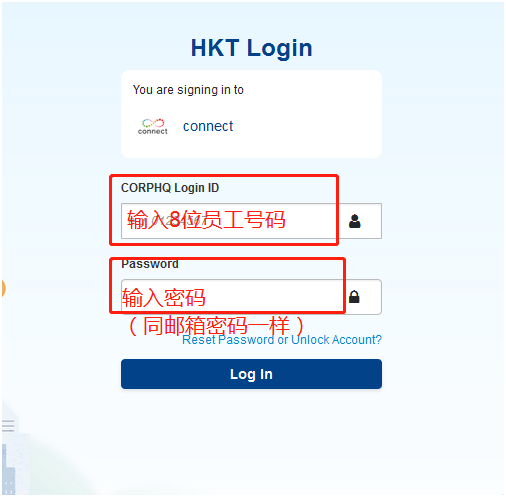 HKT Login
You are signing in to
connect
connect
CORPHQ Login ID
输入8位员工号码
Password
输入密码
（同邮箱密码一样）
Reset Password or Unlock Account?
Log In